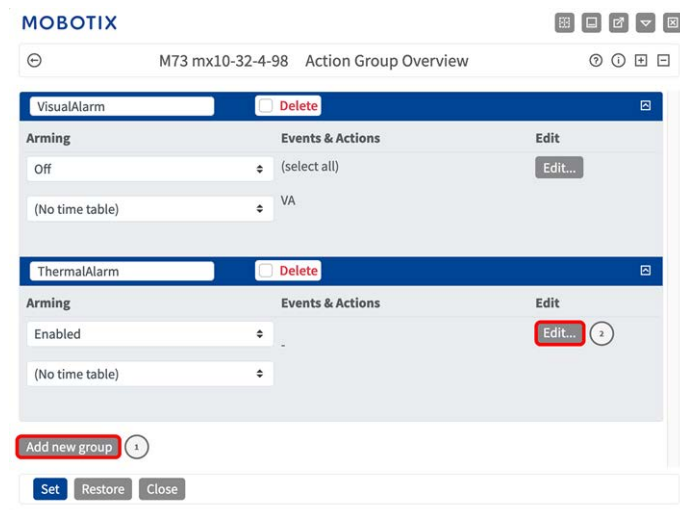 MOBOTIX
M73 mx10-32-4-98 Action Group Overview
VisualAlarm Delete
Arming Events & Actions Edit
Off (select all) Edit...
(No time table) VA
ThermalAlarm Delete
Arming Events & Actions Edit
Enabled - Edit... 2
(No time table)
Add new group 1
Set Restore Close